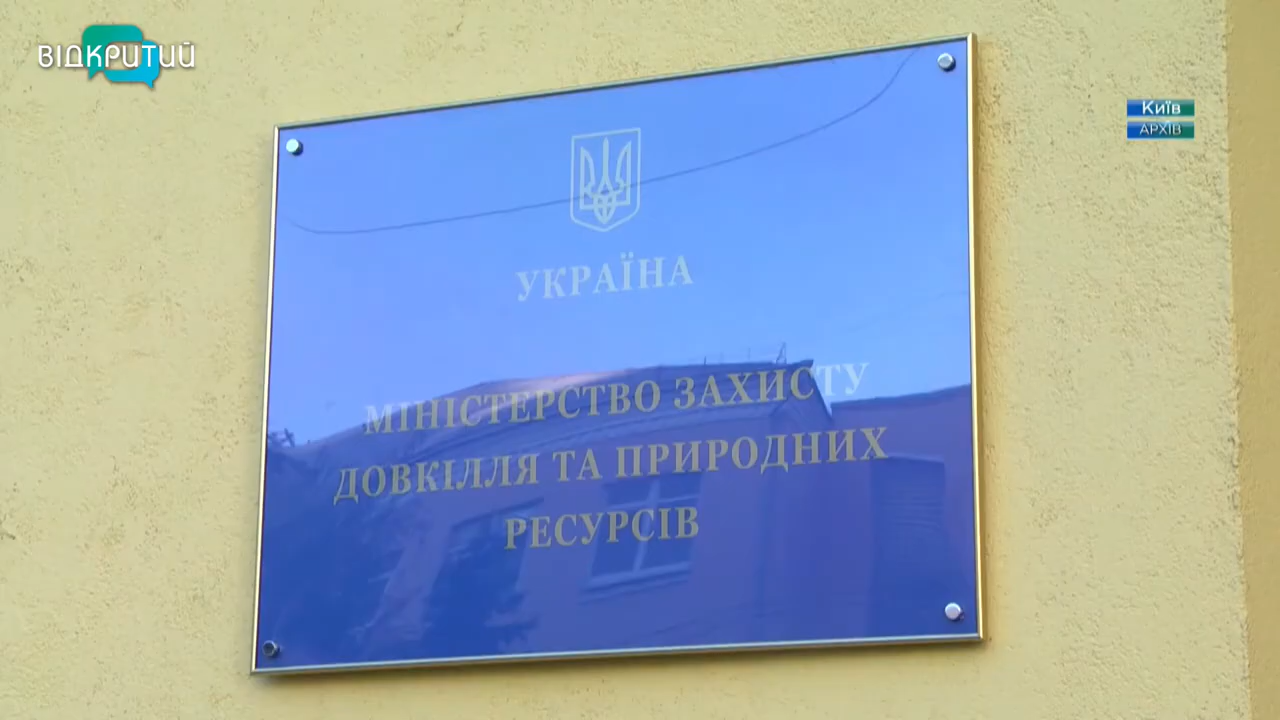 ВІДКРИТИЙ
Київ
АРХІВ
УКРАЇНА
МІНІСТЕРСТВО ЗАХИСТУ
ДОВКІЛЛЯ ТА ПРИРОДНИХ
РЕСУРСІВ